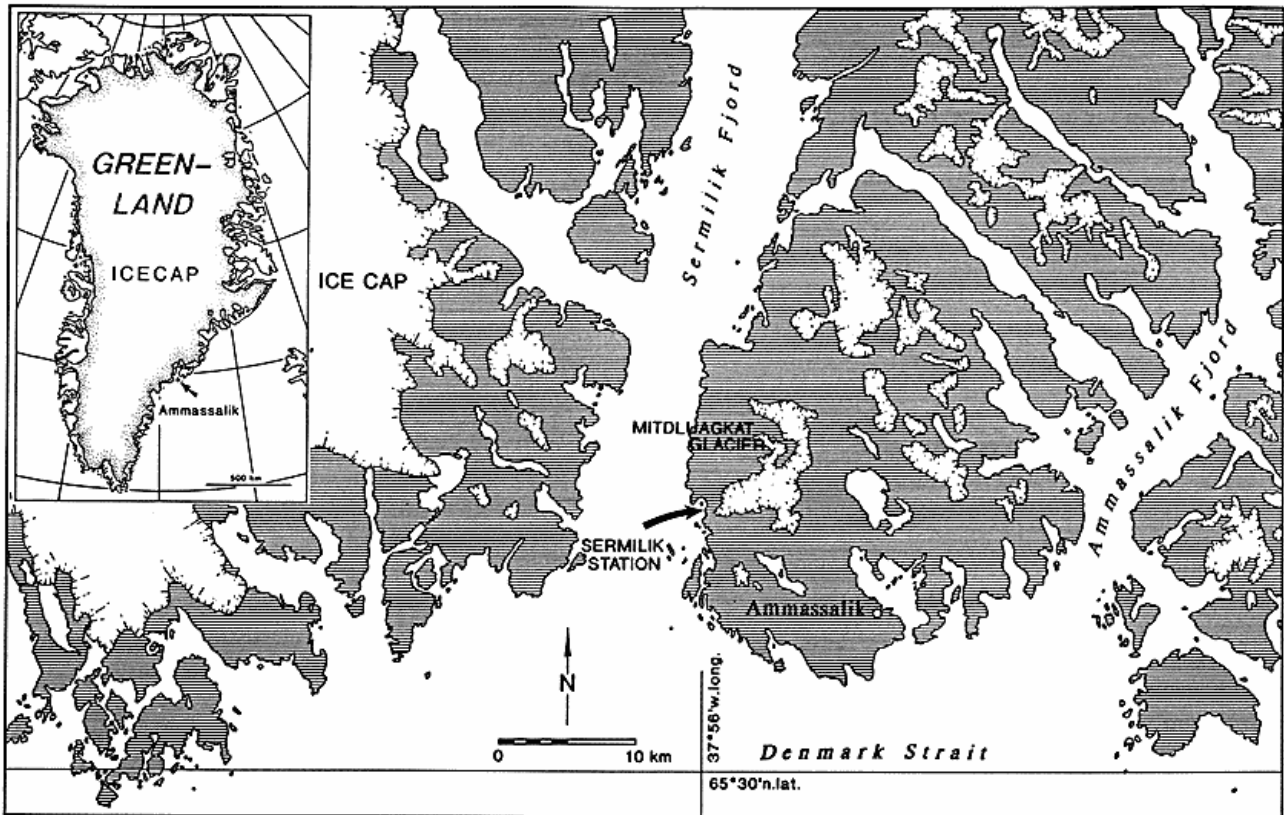 GREEN-
LAND
ICECAP
Ammassalik
500 km
ICE CAP
Sermilik Fjord
MITDLUAGKAT
GLACIER
SERMILIK
STATION
Ammassalik
Ammassalik Fjord
N
0 10 km
37°56'w.long.
Denmark Strait
65°30'n.lat.